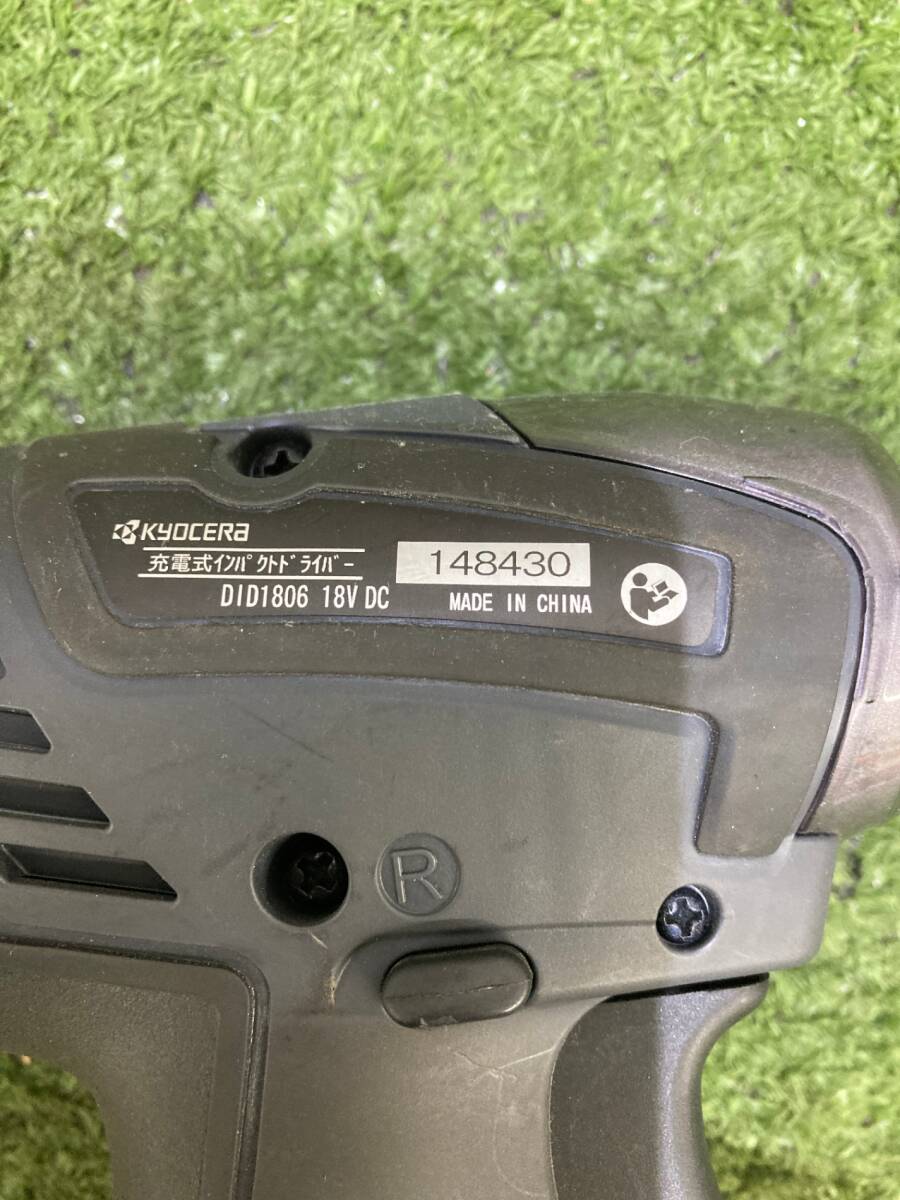 KYOCERA
充電式インパクトドライバー
148430
DID1806 18V DC
MADE IN CHINA
R